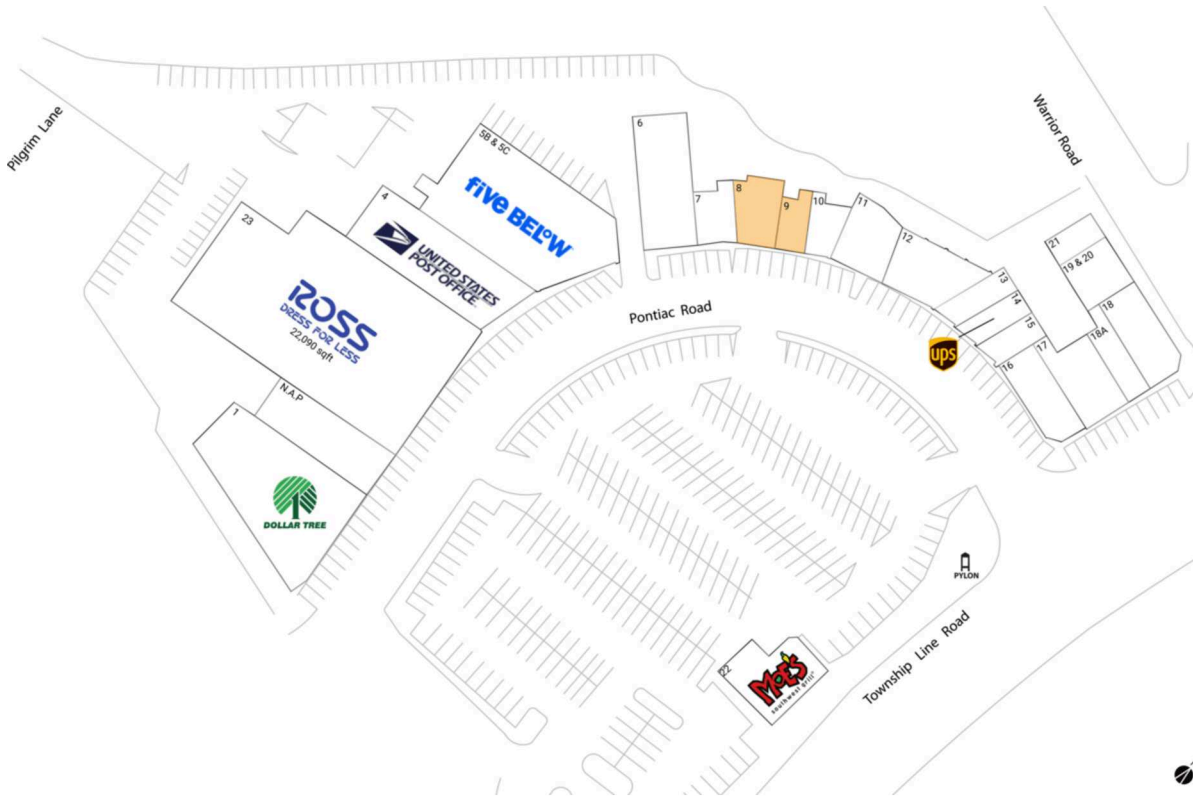 Pilgrim Lane
Warrior Road
5B & 5C
five BELOW
4
UNITED STATES
POST OFFICE
23
ROSS
DRESS FOR LESS
22,090 sqft
N.A.P
1
DOLLAR TREE
6
7
8
9
10
11
12
13
14
15
16
17
18A
18
19 & 20
21
Pontiac Road
ups
PYLON
Township Line Road
22
MOE'S
southwest grill